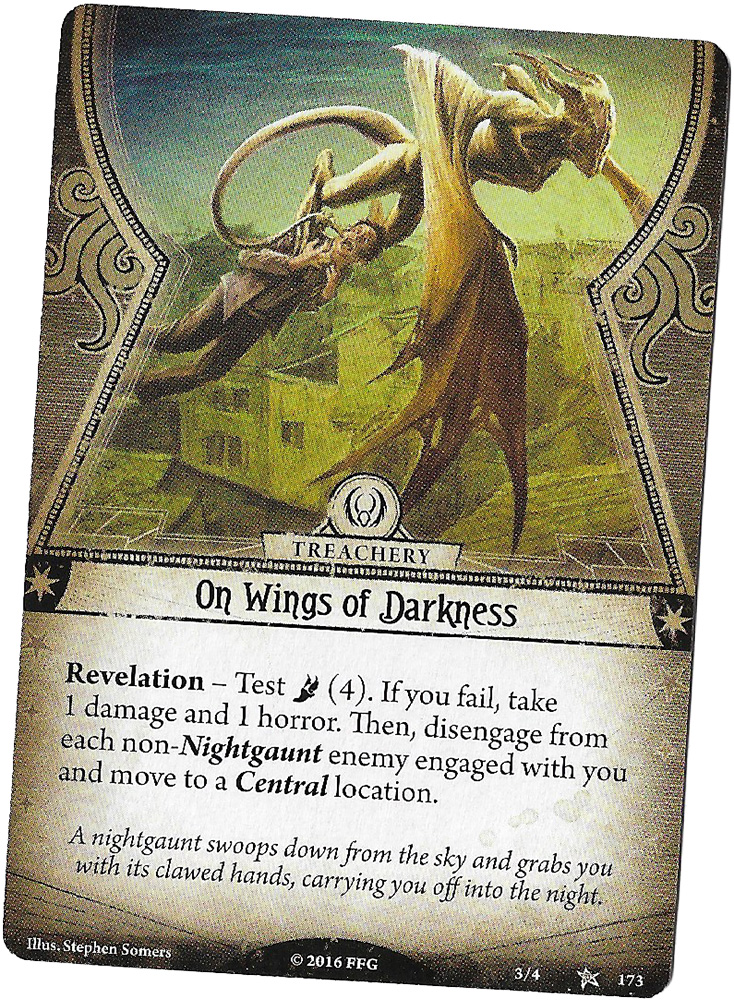 TREACHERY
On Wings of Darkness
Revelation – Test (4). If you fail, take
1 damage and 1 horror. Then, disengage from
each non-Nightgaunt enemy engaged with you
and move to a Central location.
A nightgaunt swoops down from the sky and grabs you
with its clawed hands, carrying you off into the night.
Illus. Stephen Somers
© 2016 FFG
3/4
173